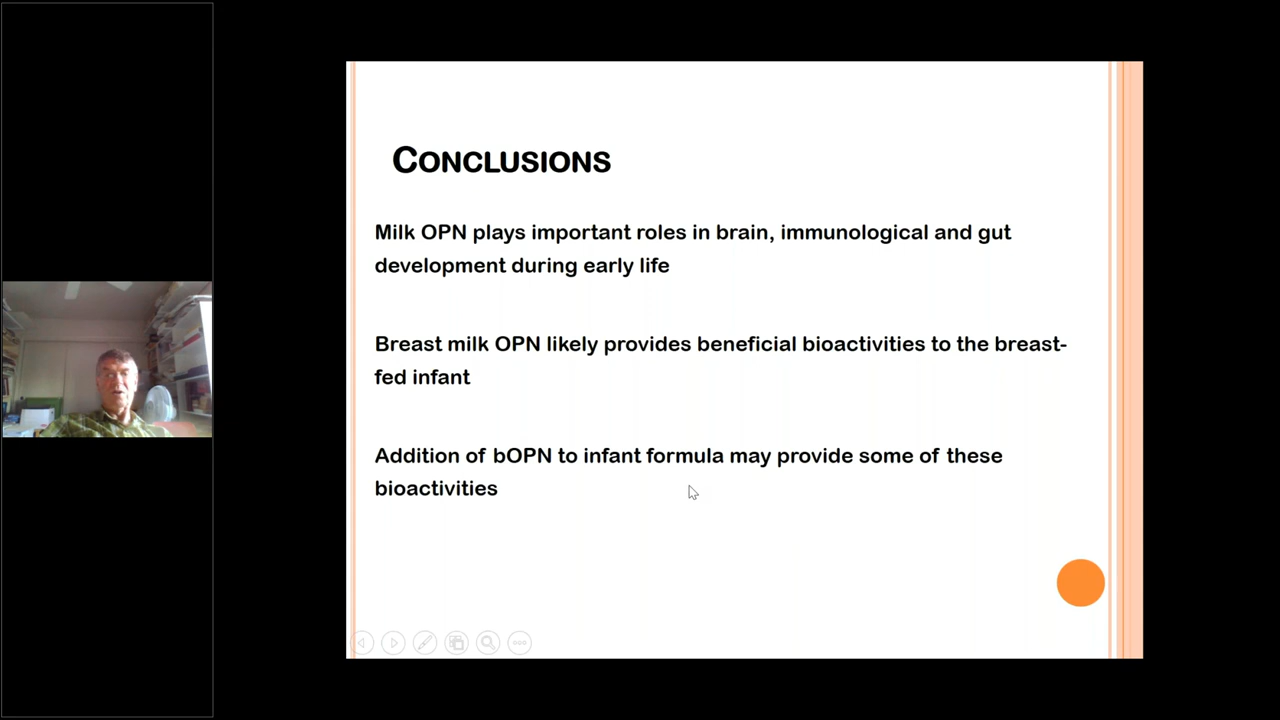 CONCLUSIONS
Milk OPN plays important roles in brain, immunological and gut
development during early life
Breast milk OPN likely provides beneficial bioactivities to the breast-
fed infant
Addition of bOPN to infant formula may provide some of these
bioactivities